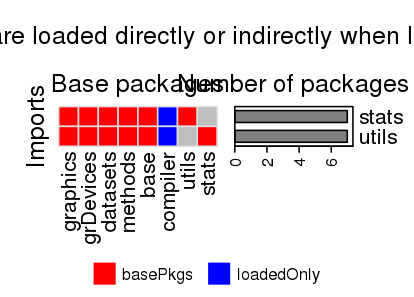 are loaded directly or indirectly when l
Base packages
Number of packages
Imports
stats
utils
0
2
4
6
graphics
grDevices
datasets
methods
base
compiler
utils
stats
basePkgs
loadedOnly